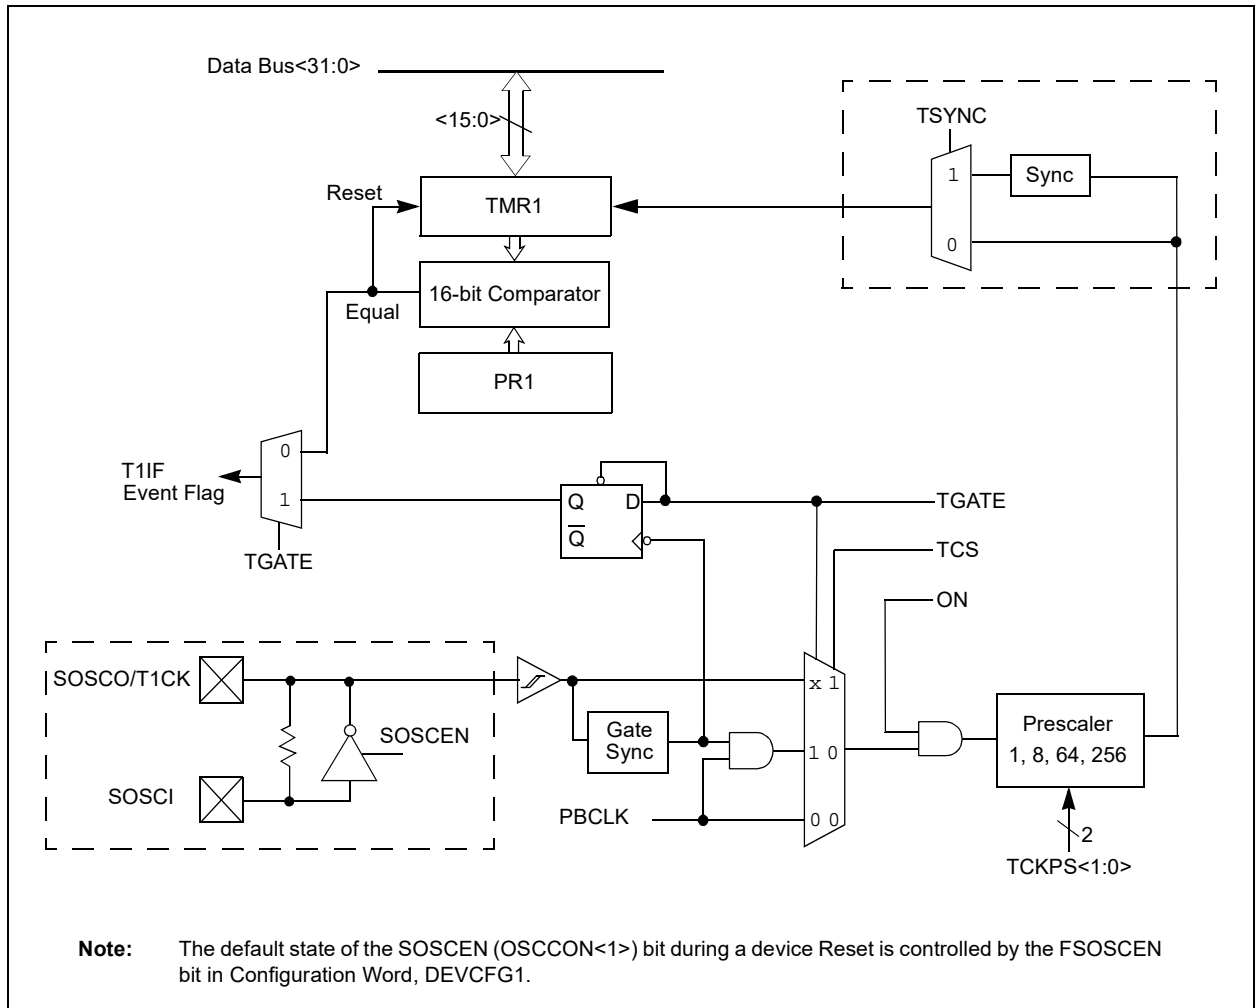 Data Bus<31:0>
<15:0>
TSYNC
1
Sync
Reset
TMR1
0
16-bit Comparator
Equal
PR1
0
T1IF
Event Flag
1
TGATE
Q
D
Q̅
TGATE
TCS
ON
SOSCO/T1CK
x 1
Gate
Sync
SOSCEN
1 0
Prescaler
1, 8, 64, 256
SOSCI
PBCLK
0 0
2
TCKPS<1:0>
Note: The default state of the SOSCEN (OSCCON<1>) bit during a device Reset is controlled by the FSOSCEN
bit in Configuration Word, DEVCFG1.